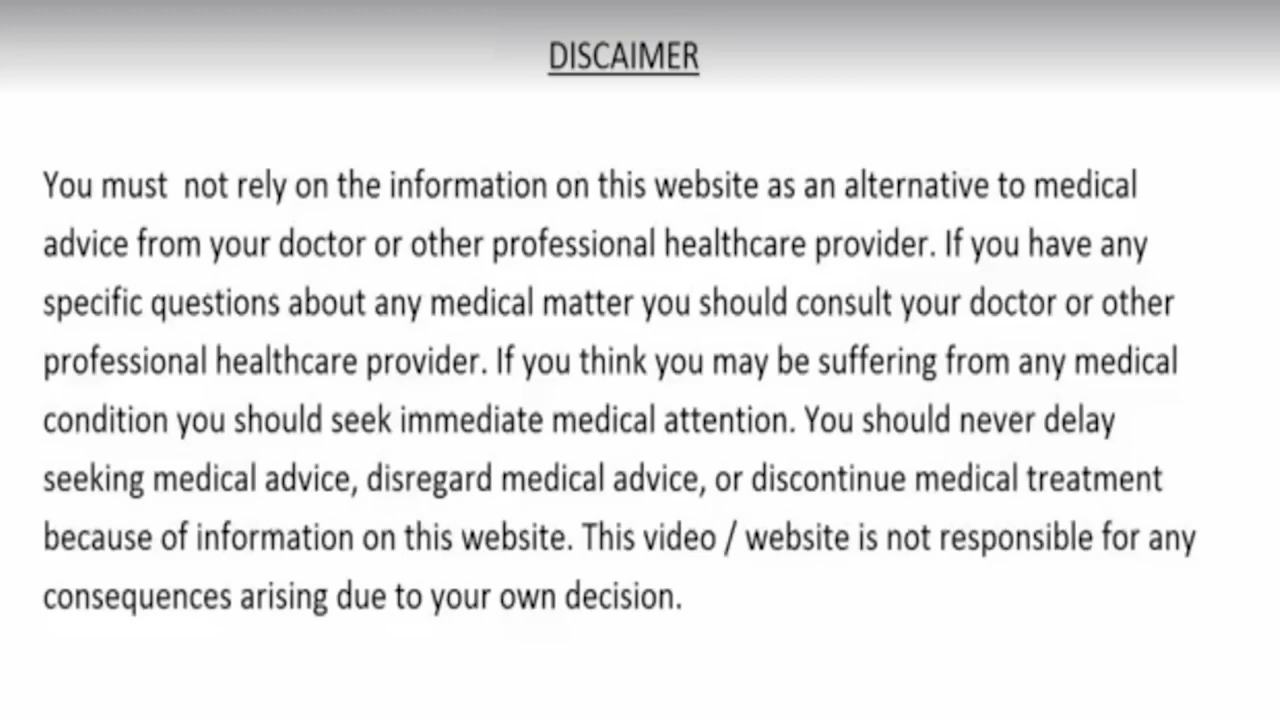 DISCAIMER
You must  not rely on the information on this website as an alternative to medical
advice from your doctor or other professional healthcare provider. If you have any
specific questions about any medical matter you should consult your doctor or other
professional healthcare provider. If you think you may be suffering from any medical
condition you should seek immediate medical attention. You should never delay
seeking medical advice, disregard medical advice, or discontinue medical treatment
because of information on this website. This video / website is not responsible for any
consequences arising due to your own decision.